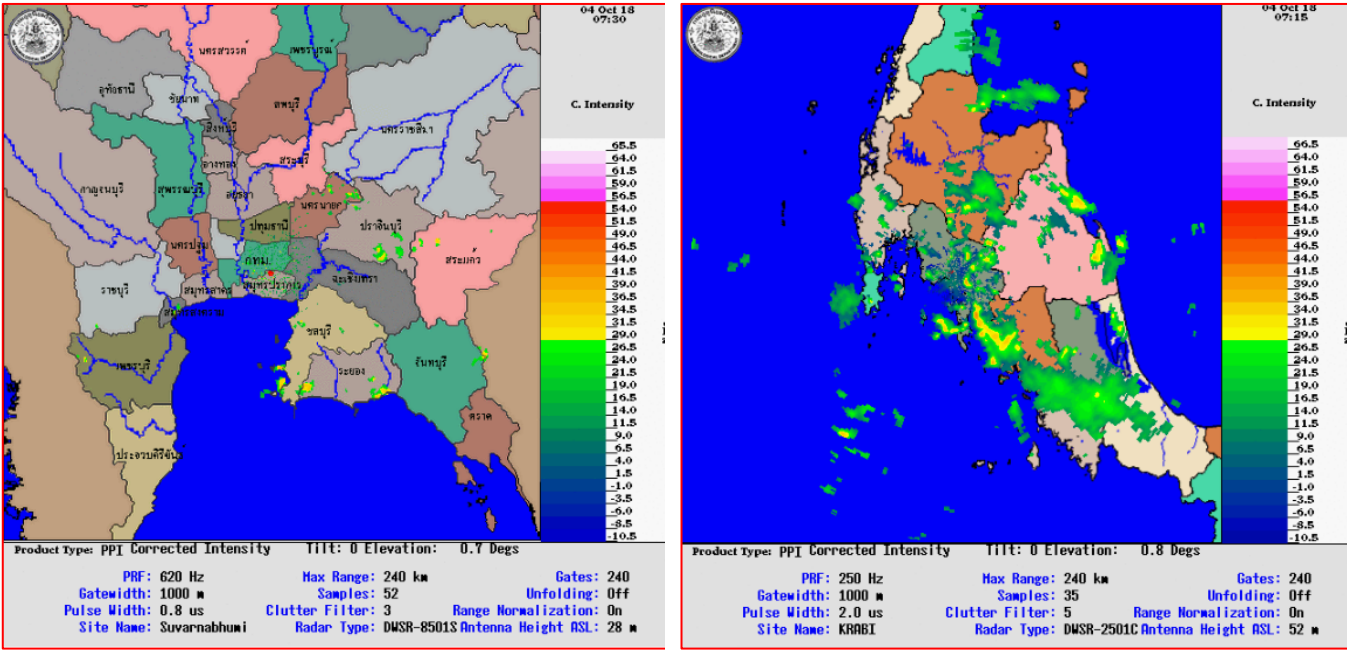 04 Oct 18
07:30
C. Intensity
65.5
64.0
61.5
59.0
56.5
54.0
51.5
49.0
46.5
44.0
41.5
39.0
36.5
34.0
31.5
29.0
26.5
24.0
21.5
19.0
16.5
14.0
11.5
9.0
6.5
4.0
1.5
-1.0
-3.5
-6.0
-8.5
-10.5
นครสวรรค์
เพชรบูรณ์
อุทัยธานี
ชัยนาท
ลพบุรี
สิงห์บุรี
นครราชสีมา
อ่างทอง
สระบุรี
กาญจนบุรี
สุพรรณบุรี
อยุธยา
นครนายก
ปทุมธานี
ปราจีนบุรี
นครปฐม
กทม.
สระแก้ว
ราชบุรี
สมุทรสาคร
สมุทรปราการ
ฉะเชิงเทรา
สมุทรสงคราม
ชลบุรี
เพชรบุรี
ระยอง
จันทบุรี
ตราด
ประจวบคีรีขันธ์
Product Type: PPI Corrected Intensity Tilt: 0 Elevation: 0.7 Degs
PRF: 620 Hz Max Range: 240 km Gates: 240
Gatewidth: 1000 m Samples: 52 Unfolding: Off
Pulse Width: 0.8 us Clutter Filter: 3 Range Normalization: On
Site Name: Suvarnabhumi Radar Type: DWSR-8501S Antenna Height ASL: 28 m
04 Oct 18
07:15
C. Intensity
66.5
64.0
61.5
59.0
56.5
54.0
51.5
49.0
46.5
44.0
41.5
39.0
36.5
34.0
31.5
29.0
26.5
24.0
21.5
19.0
16.5
14.0
11.5
9.0
6.5
4.0
1.5
-1.0
-3.5
-6.0
-8.5
-10.5
Product Type: PPI Corrected Intensity Tilt: 0 Elevation: 0.8 Degs
PRF: 250 Hz Max Range: 240 km Gates: 240
Gatewidth: 1000 m Samples: 35 Unfolding: Off
Pulse Width: 2.0 us Clutter Filter: 5 Range Normalization: On
Site Name: KRABI Radar Type: DWSR-2501C Antenna Height ASL: 52 m